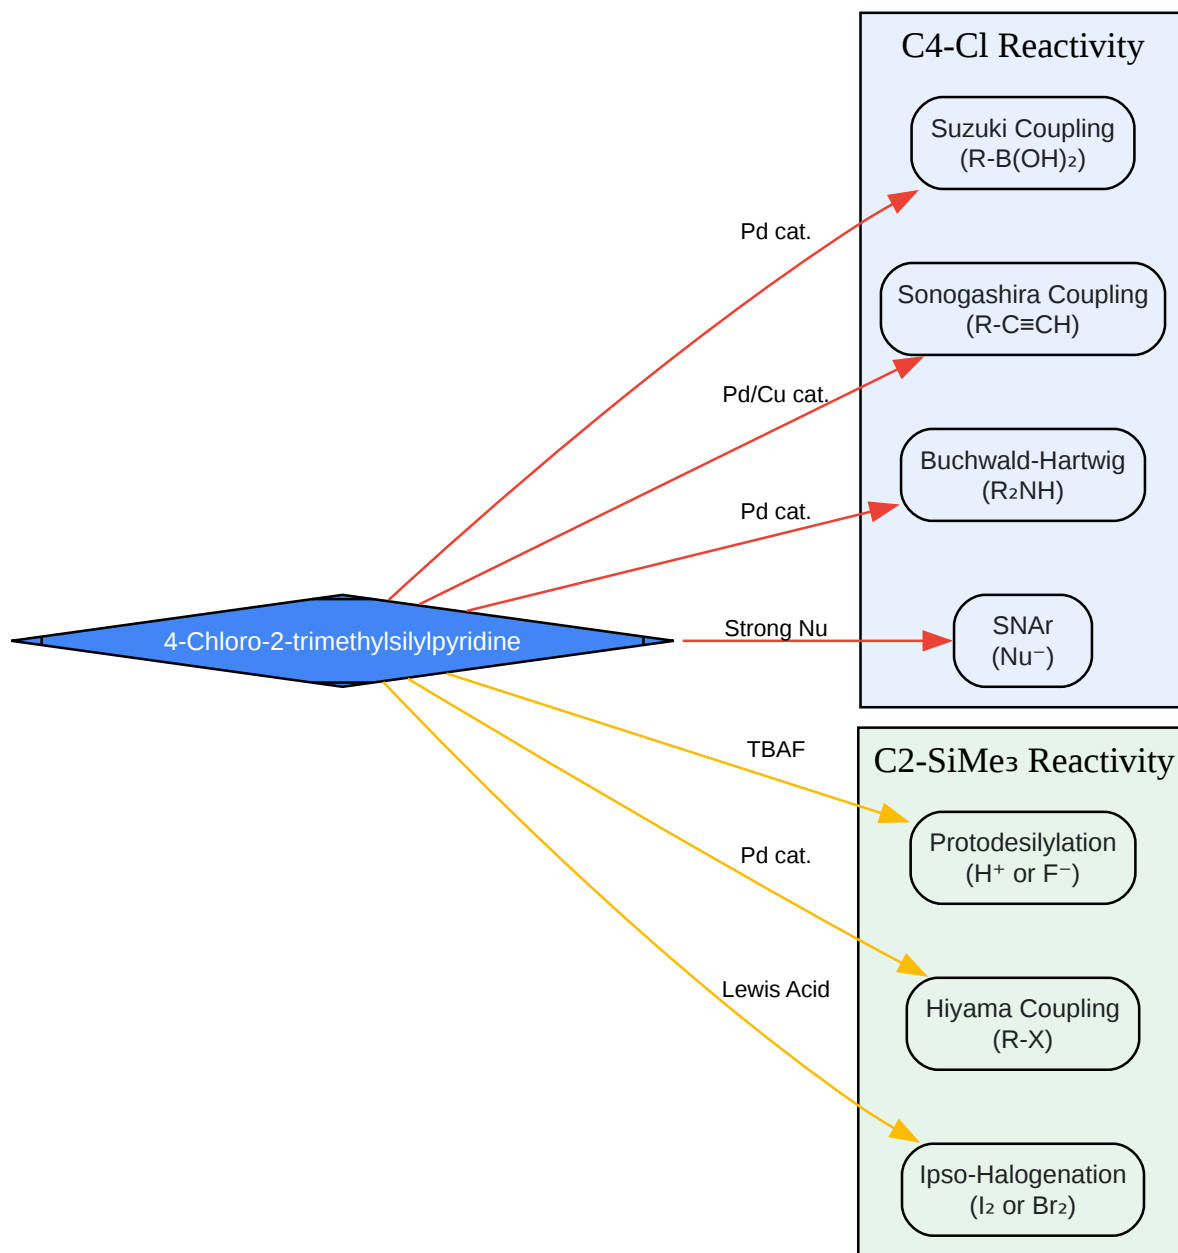 C4-Cl Reactivity
Suzuki Coupling
(R-B(OH)₂)
Pd cat.
Sonogashira Coupling
(R-C≡CH)
Pd/Cu cat.
Buchwald-Hartwig
(R₂NH)
Pd cat.
4-Chloro-2-trimethylsilylpyridine
Strong Nu
SNAr
(Nu⁻)
C2-SiMe₃ Reactivity
TBAF
Protodesilylation
(H⁺ or F⁻)
Pd cat.
Hiyama Coupling
(R-X)
Lewis Acid
Ipso-Halogenation
(I₂ or Br₂)